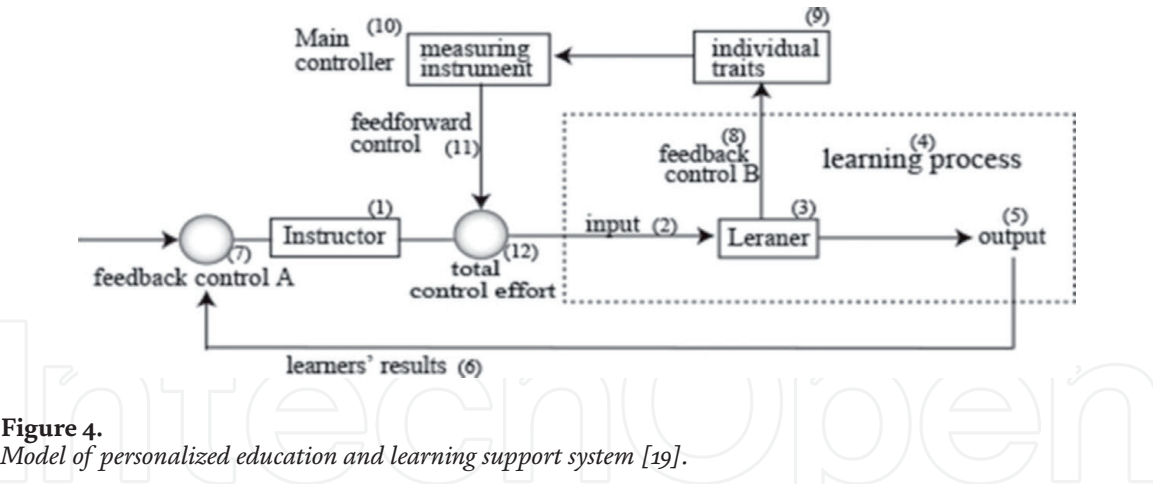 (9)
(10)
Main
controller
measuring
instrument
individual
traits
feedforward
control (11)
(8)
feedback
control B
(4)
learning process
(1)
Instructor
input (2)
(3)
Leraner
(5)
output
(7)
feedback control A
(12)
total
control effort
learners' results (6)
IntechOpen
Figure 4.
Model of personalized education and learning support system [19].